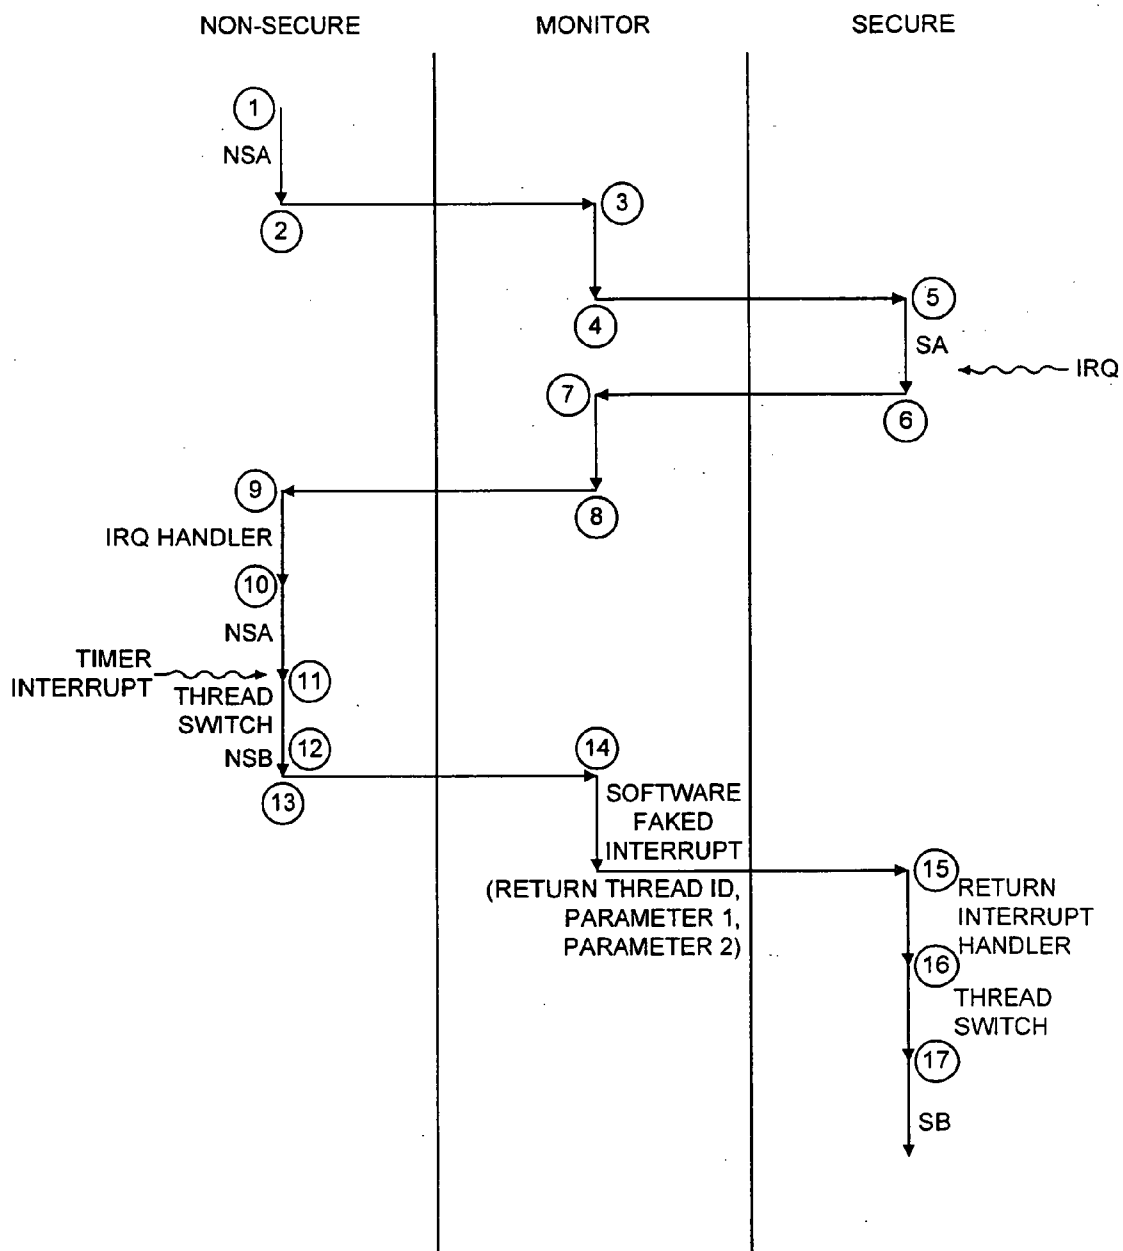 NON-SECURE
MONITOR
SECURE
1
NSA
2
3
4
5
SA
IRQ
6
7
8
9
IRQ HANDLER
10
NSA
TIMER
INTERRUPT
11
THREAD
SWITCH
NSB
12
13
14
SOFTWARE
FAKED
INTERRUPT
(RETURN THREAD ID,
PARAMETER 1,
PARAMETER 2)
15
RETURN
INTERRUPT
HANDLER
16
THREAD
SWITCH
17
SB